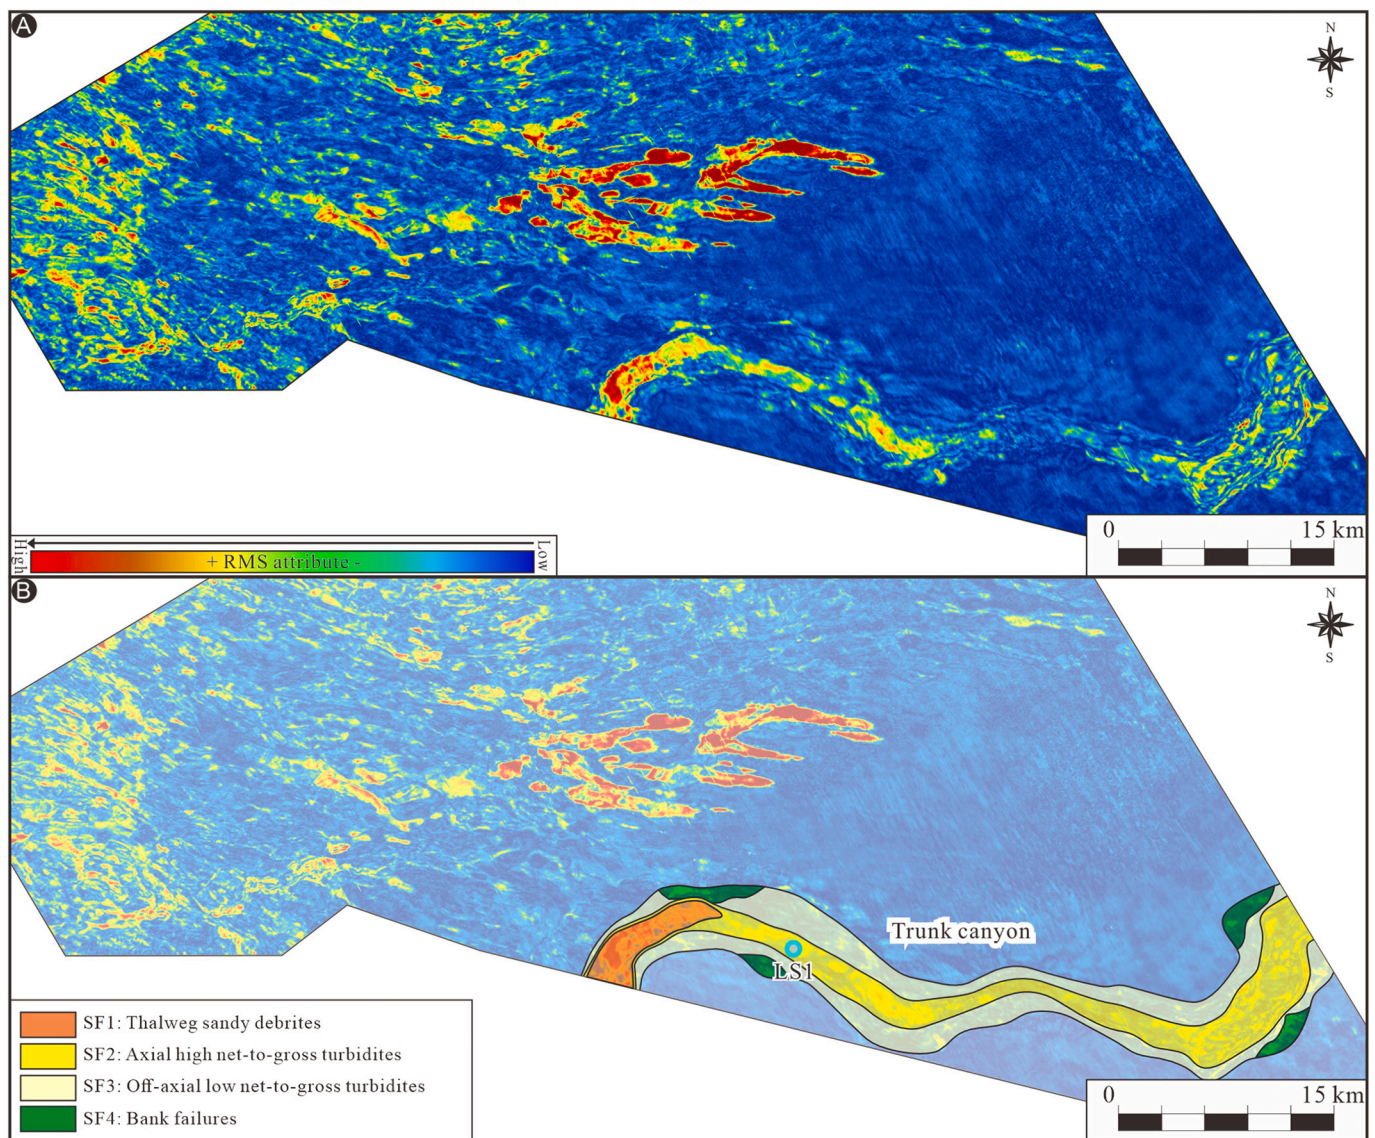 A
N
S
0 15 km
High
+ RMS attribute -
Low
B
N
S
Trunk canyon
LS1
SF1: Thalweg sandy debrites
SF2: Axial high net-to-gross turbidites
SF3: Off-axial low net-to-gross turbidites
SF4: Bank failures
0 15 km